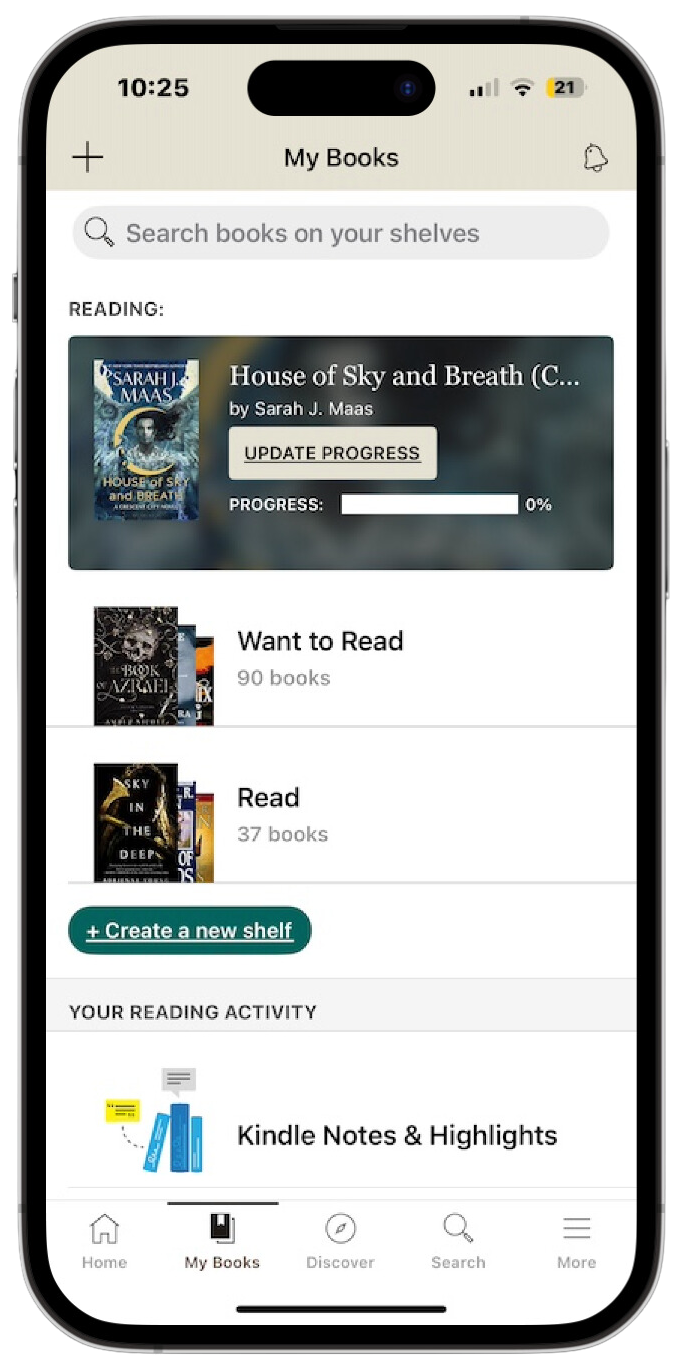 10:25
21
My Books
Search books on your shelves
READING:
SARAH J.
MAAS
HOUSE of SKY
and BREATH
A CRESCENT CITY NOVEL
House of Sky and Breath (C...
by Sarah J. Maas
UPDATE PROGRESS
PROGRESS:
0%
THE
BOOK
OF AZRAEL
Want to Read
90 books
SKY
IN
THE
DEEP
ADRIENNE YOUNG
Read
37 books
+ Create a new shelf
YOUR READING ACTIVITY
Kindle Notes & Highlights
Home
My Books
Discover
Search
More